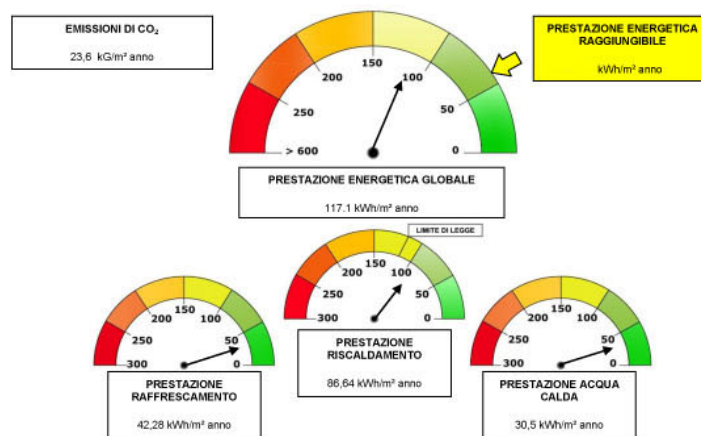 EMISSIONI DI CO₂
23,6 kG/m² anno
PRESTAZIONE ENERGETICA
RAGGIUNGIBILE
kWh/m² anno
> 600
250
200
150
100
50
0
PRESTAZIONE ENERGETICA GLOBALE
117.1 kWh/m² anno
LIMITE DI LEGGE
300
250
200
150
100
50
0
PRESTAZIONE
RISCALDAMENTO
86,64 kWh/m² anno
300
250
200
150
100
50
0
PRESTAZIONE
RAFFRESCAMENTO
42,28 kWh/m² anno
300
250
200
150
100
50
0
PRESTAZIONE ACQUA
CALDA
30,5 kWh/m² anno